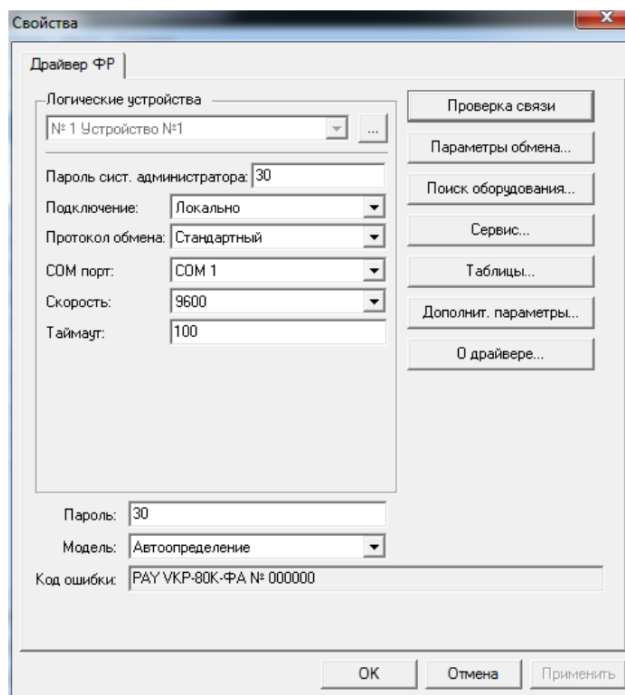 Свойства
Драйвер ФР
Логические устройства
№ 1 Устройство №1
...
Пароль сист. администратора: 30
Подключение: Локально
Протокол обмена: Стандартный
COM порт: COM 1
Скорость: 9600
Таймаут: 100
Проверка связи
Параметры обмена...
Поиск оборудования...
Сервис...
Таблицы...
Дополнит. параметры...
О драйвере...
Пароль: 30
Модель: Автоопределение
Код ошибки: PAY VKP-80K-ФА № 000000
OK
Отмена
Применить